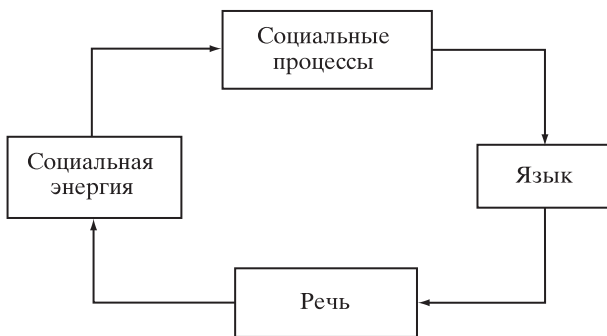 Социальные
процессы
Социальная
энергия
Язык
Речь